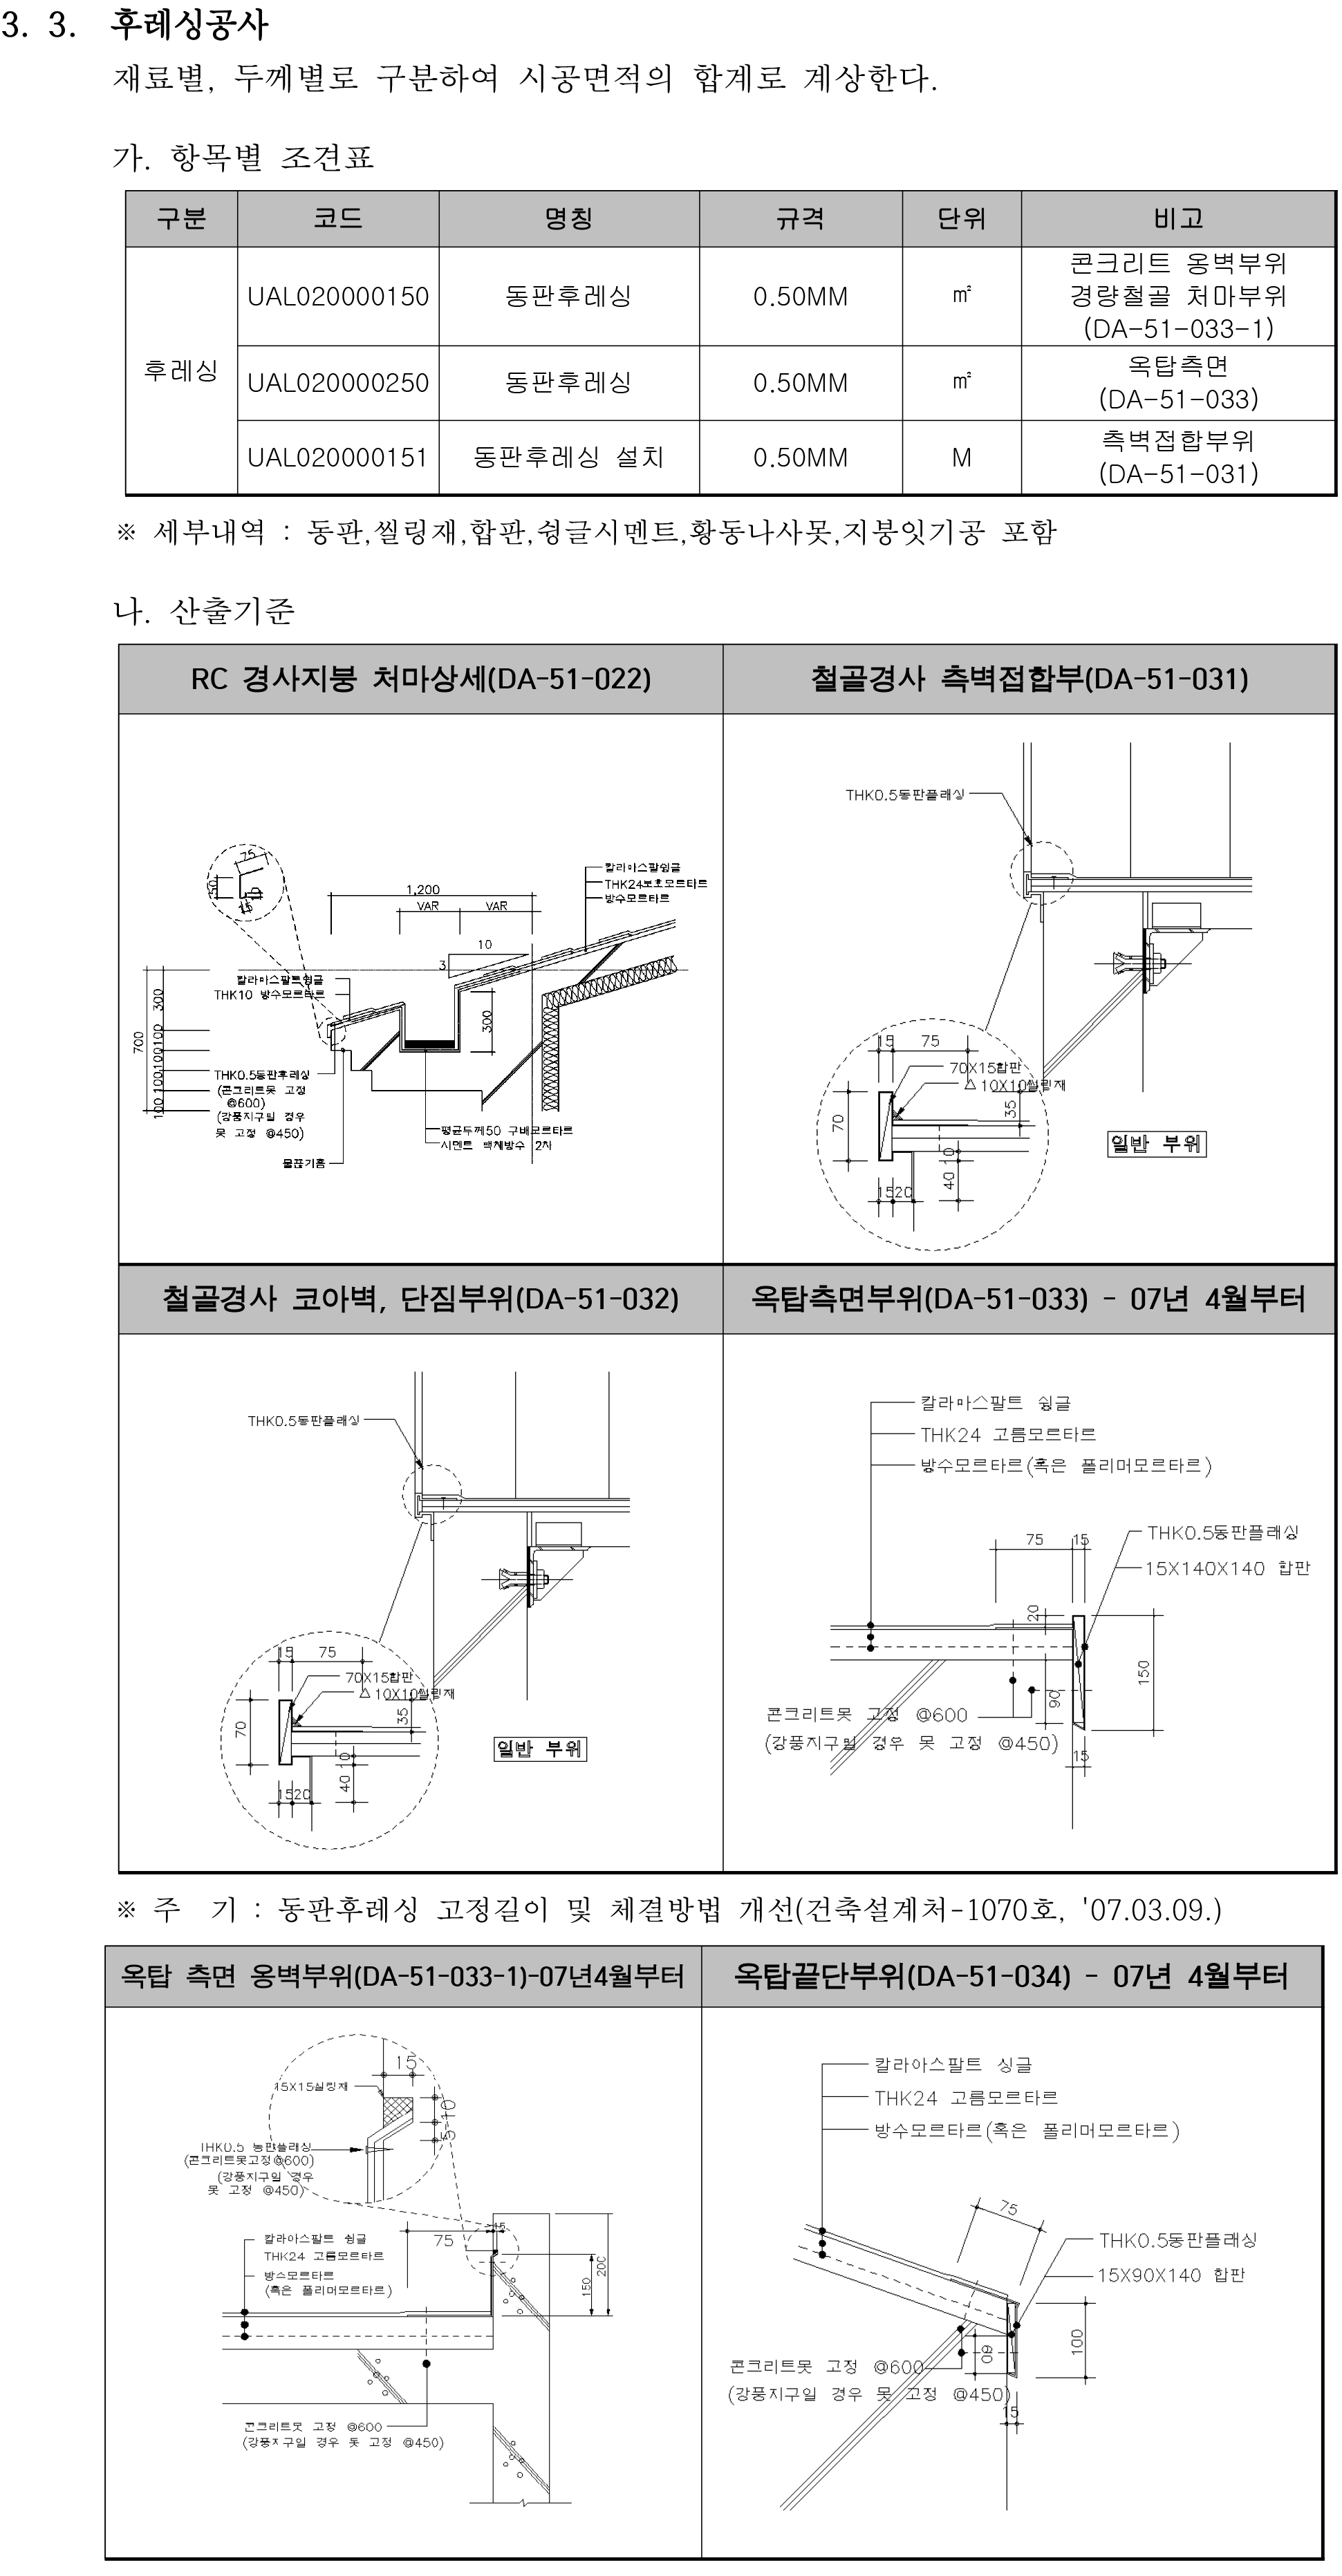 3. 3. 후레싱공사
재료별, 두께별로 구분하여 시공면적의 합계로 계상한다.
가. 항목별 조견표
구분 코드 명칭 규격 단위 비고
후레싱
UAL020000150 동판후레싱 0.50MM ㎡
콘크리트 옹벽부위
경량철골 처마부위
(DA-51-033-1)
UAL020000250 동판후레싱 0.50MM ㎡
옥탑측면
(DA-51-033)
UAL020000151 동판후레싱 설치 0.50MM M
측벽접합부위
(DA-51-031)
※ 세부내역 : 동판,씰링재,합판,슁글시멘트,황동나사못,지붕잇기공 포함
나. 산출기준
RC 경사지붕 처마상세(DA-51-022)
75
50
10
15
1,200
VAR VAR
칼라아스팔슁글
THK24보호모르타르
방수모르타르
10
3
칼라아스팔트슁글
THK10 방수모르타르
300
700
300
100
100
100
100
THK0.5동판후레싱
(콘크리트못 고정
@600)
(강풍지구일 경우
못 고정 @450)
물끊기홈
평균두께50 구배모르타르
시멘트 액체방수 2차
철골경사 측벽접합부(DA-51-031)
THK0.5동판플래싱
15 75
70X15합판
△ 10X10씰링재
35
70
10
40
15 20
일반 부위
철골경사 코아벽, 단짐부위(DA-51-032)
THK0.5동판플래싱
15 75
70X15합판
△ 10X10씰링재
35
70
10
40
15 20
일반 부위
옥탑측면부위(DA-51-033) - 07년 4월부터
칼라아스팔트 슁글
THK24 고름모르타르
방수모르타르(혹은 폴리머모르타르)
75 15
THK0.5동판플래싱
15X140X140 합판
20
150
90
콘크리트못 고정 @600
(강풍지구일 경우 못 고정 @450)
15
※ 주 기 : 동판후레싱 고정길이 및 체결방법 개선(건축설계처-1070호, '07.03.09.)
옥탑 측면 옹벽부위(DA-51-033-1)-07년4월부터
15
15X15실링재
10
5
THK0.5 동판플래싱
(콘크리트못고정@600)
(강풍지구일 경우
못 고정 @450)
75
15
칼라아스팔트 슁글
THK24 고름모르타르
방수모르타르
(혹은 폴리머모르타르)
150
200
콘크리트못 고정 @600
(강풍지구일 경우 못 고정 @450)
옥탑끝단부위(DA-51-034) - 07년 4월부터
칼라아스팔트 싱글
THK24 고름모르타르
방수모르타르(혹은 폴리머모르타르)
75
THK0.5동판플래싱
15X90X140 합판
100
60
콘크리트못 고정 @600
(강풍지구일 경우 못 고정 @450)
15